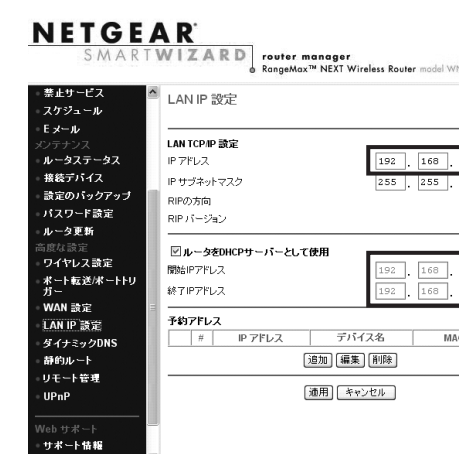 NETGEAR
SMARTWIZARD router manager
RangeMax™ NEXT Wireless Router model
禁止サービス
スケジュール
Eメール
メンテナンス
ルータステータス
接続デバイス
設定のバックアップ
パスワード設定
ルータ更新
高度な設定
ワイヤレス設定
ポート転送/ポートトリ
ガー
WAN 設定
LAN IP 設定
ダイナミックDNS
静的ルート
リモート管理
UPnP
Web サポート
サポート情報
LAN IP 設定
LAN TCP/IP 設定
IP アドレス 192 . 168 .
IP サブネットマスク 255 . 255 .
RIPの方向
RIP バージョン
ルータをDHCPサーバーとして使用
開始IPアドレス 192 . 168 .
終了IPアドレス 192 . 168 .
予約アドレス
# IP アドレス デバイス名
追加 編集 削除
適用 キャンセル